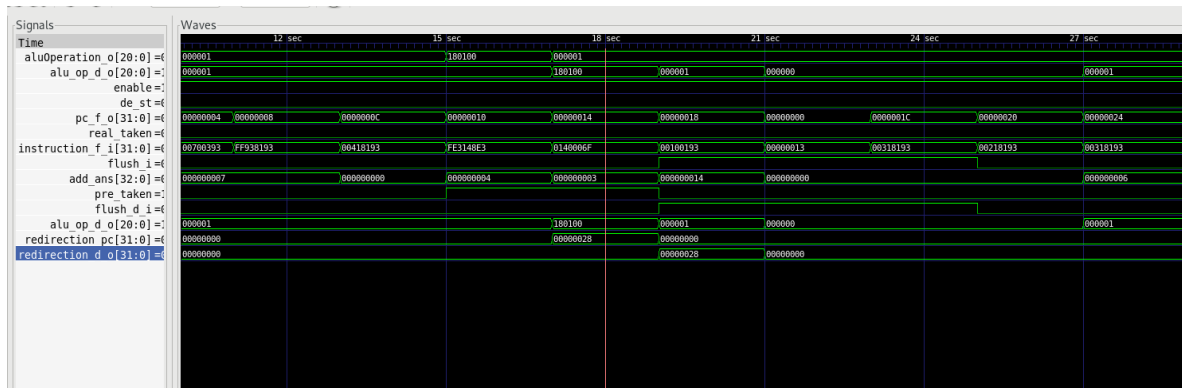 Signals Waves
Time 12 sec 15 sec 18 sec 21 sec 24 sec 27 sec
aluOperation_o[20:0] =0 000001 180100 000001
alu_op_d_o[20:0] =1 000001 180100 000001 000000 000001
enable =1
de_st =0
pc_f_o[31:0] =0 00000004 00000008 0000000C 00000010 00000014 00000018 00000000 0000001C 00000020 00000024
real_taken =0
instruction_f_i[31:0] =0 00700393 FF938193 00418193 FE3148E3 0140006F 00100193 00000013 00318193 00218193 00318193
flush_i =0
add_ans[32:0] =0 000000007 000000000 000000004 000000003 000000014 000000000 000000006
pre_taken =1
flush_d_i =0
alu_op_d_o[20:0] =1 000001 180100 000001 000000 000001
redirection_pc[31:0] =0 00000000 00000028 00000000
redirection_d_o[31:0] =0 00000000 00000028 00000000